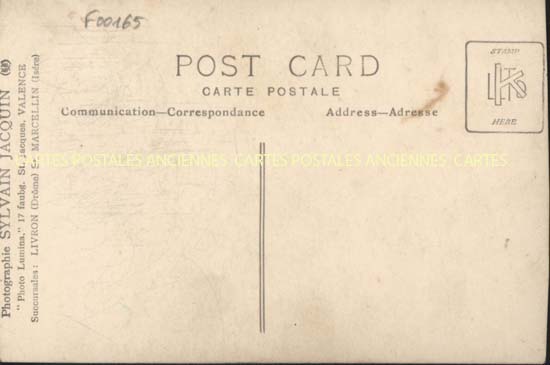 F00165
POST CARD
CARTE POSTALE
Communication—Correspondance
Address—Adresse
STAMP
HERE
CARTES POSTALES ANCIENNES CARTES POSTALES ANCIENNES CARTES
Photographie SYLVAIN JACQUIN
"Photo Lumina," 17 faubg. St. Jacques, VALENCE
Succursales: LIVRON (Drôme) St. MARCELLIN (Isère)